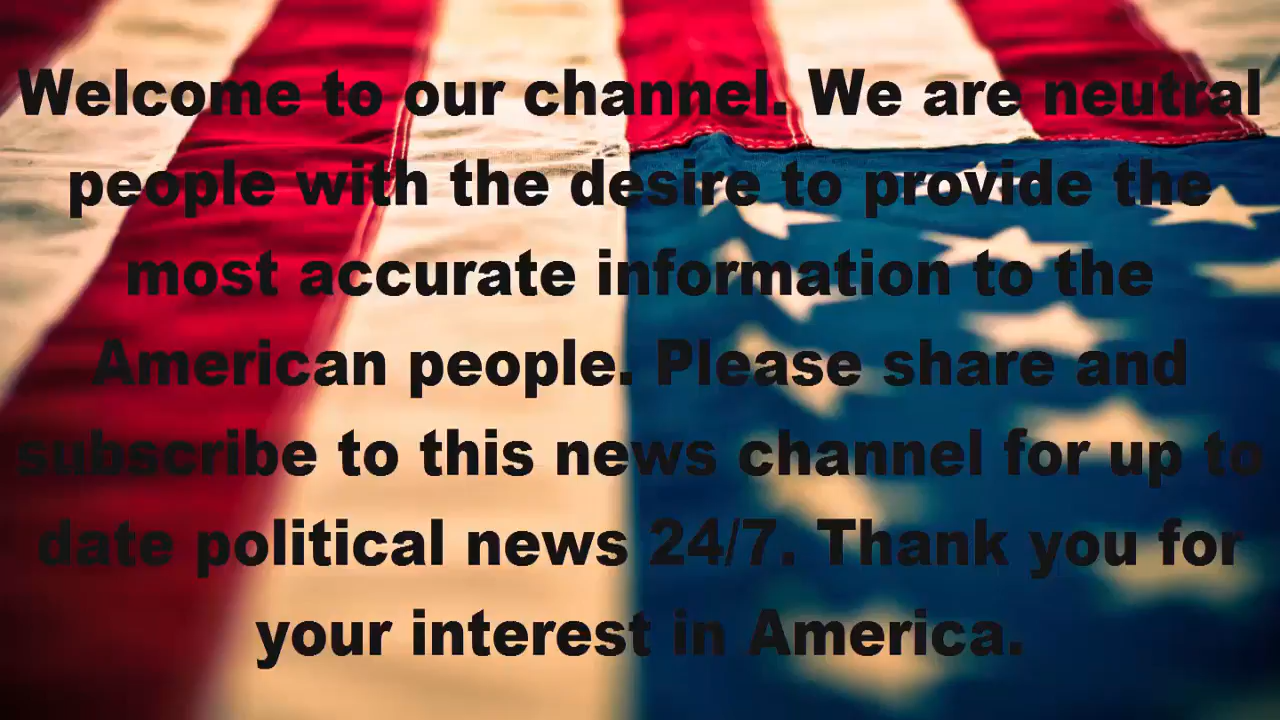 Welcome to our channel. We are neutral
people with the desire to provide the
most accurate information to the
American people. Please share and
subscribe to this news channel for up to
date political news 24/7. Thank you for
your interest in America.